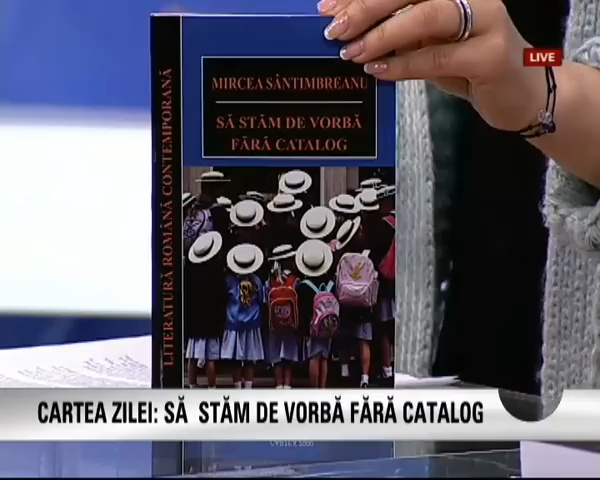 LIVE
LITERATURĂ ROMÂNĂ CONTEMPORANĂ
MIRCEA SÂNTIMBREANU
SĂ STĂM DE VORBĂ
FĂRĂ CATALOG
CARTEA ZILEI: SĂ STĂM DE VORBĂ FĂRĂ CATALOG